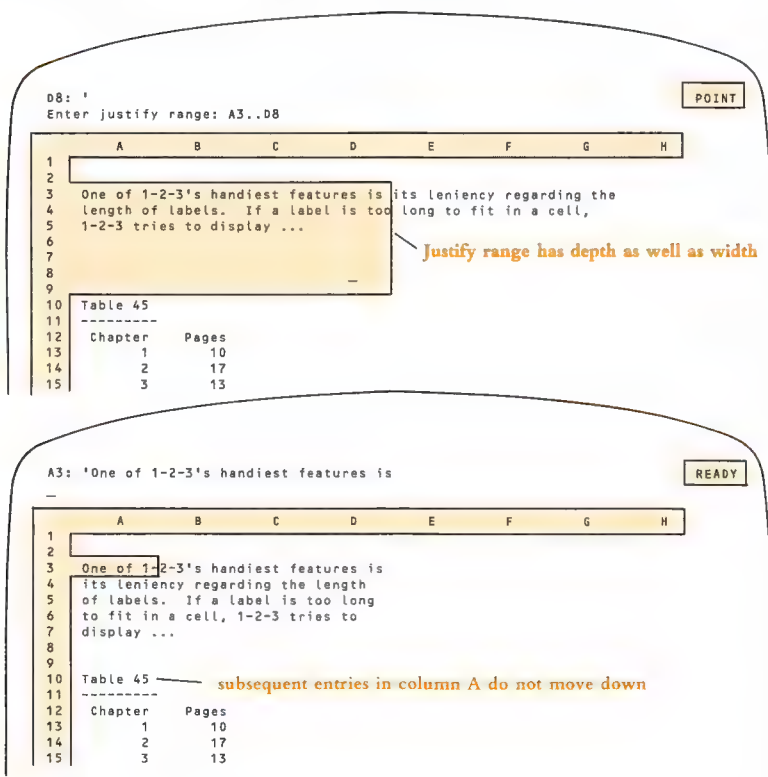 D8: '
POINT
Enter justify range: A3..D8
A B C D E F G H
1
2
3 One of 1-2-3's handiest features is its leniency regarding the
4 length of labels. If a label is too long to fit in a cell,
5 1-2-3 tries to display ...
6
7 Justify range has depth as well as width
8
9
10 Table 45
11 ---------
12 Chapter Pages
13 1 10
14 2 17
15 3 13
A3: 'One of 1-2-3's handiest features is
READY
A B C D E F G H
1
2
3 One of 1-2-3's handiest features is
4 its leniency regarding the length
5 of labels. If a label is too long
6 to fit in a cell, 1-2-3 tries to
7 display ...
8
9
10 Table 45 subsequent entries in column A do not move down
11 ---------
12 Chapter Pages
13 1 10
14 2 17
15 3 13